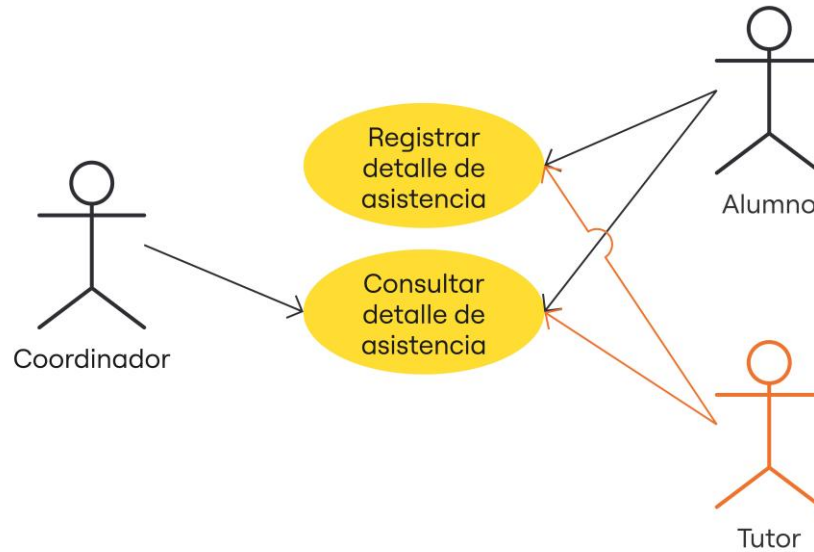 Registrar
detalle de
asistencia
Alumno
Consultar
detalle de
asistencia
Coordinador
Tutor